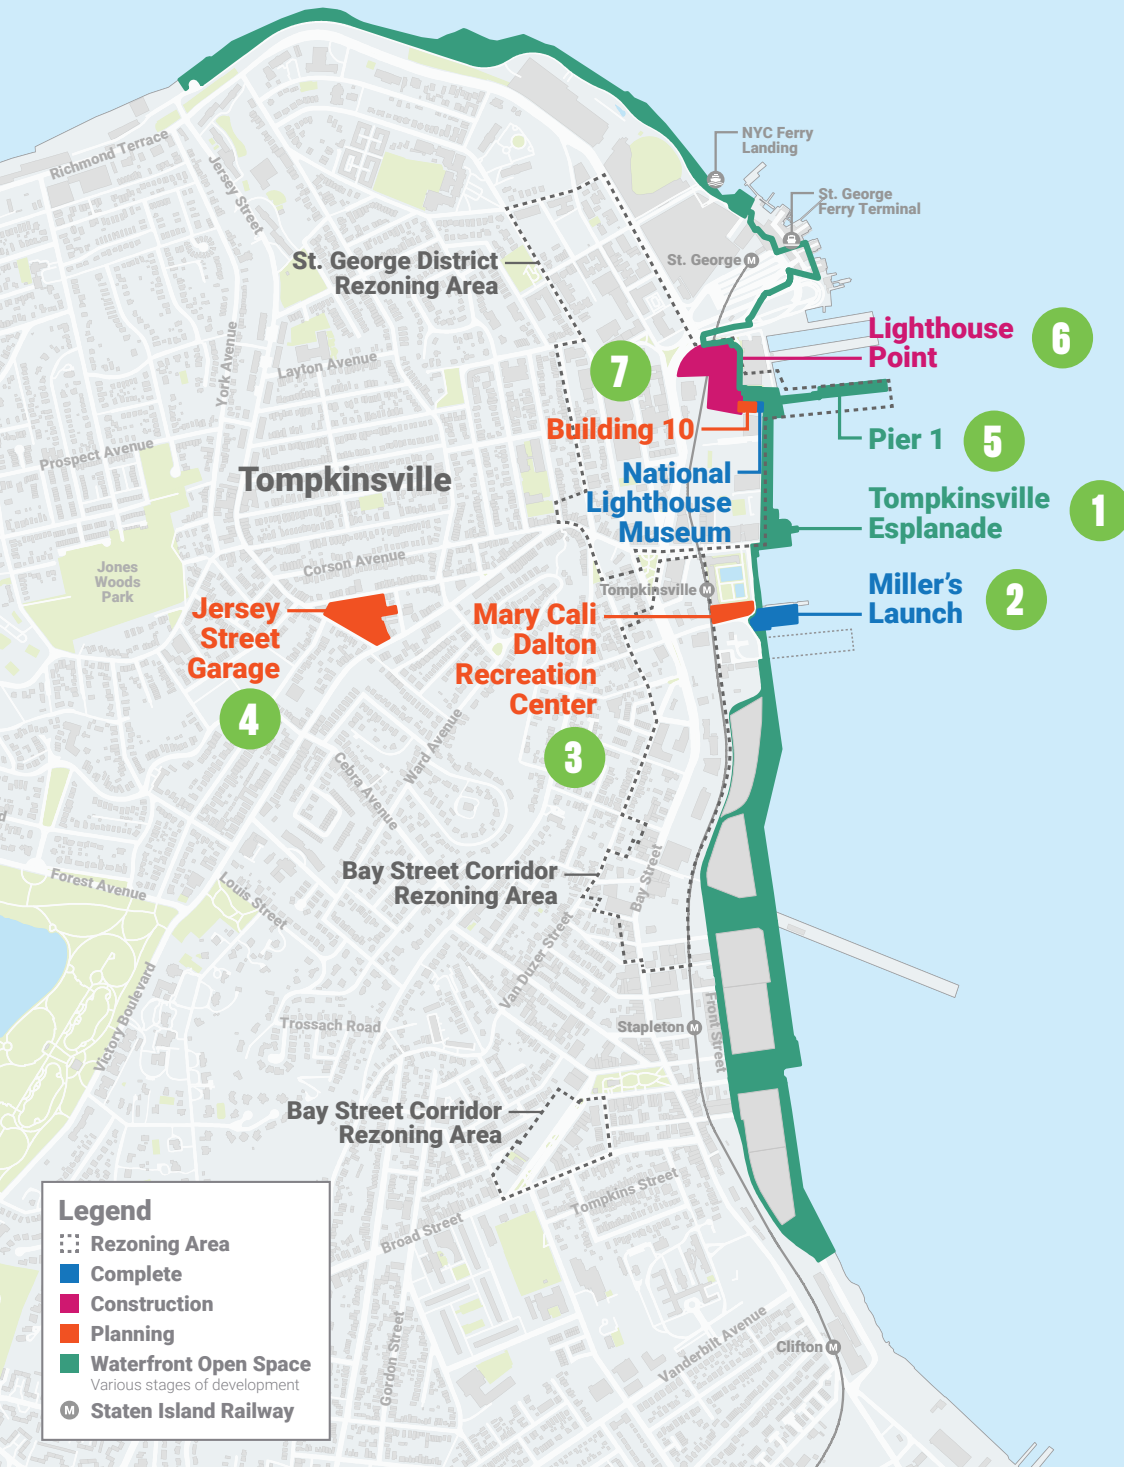 NYC Ferry
Landing
Richmond Terrace
Jersey Street
St. George
Ferry Terminal
St. George District
Rezoning Area
St. George M
Lighthouse
Point
6
York Avenue
Layton Avenue
7
Building 10
Pier 1
5
Prospect Avenue
Tompkinsville
National
Lighthouse
Museum
Tompkinsville
Esplanade
1
Corson Avenue
Jones
Woods
Park
Tompkinsville M
Miller's
Launch
2
Jersey
Street
Garage
4
Mary Cali
Dalton
Recreation
Center
3
Ward Avenue
Cebra Avenue
d
Bay Street Corridor
Rezoning Area
Bay Street
Forest Avenue
Louis Street
Van Duzer Street
Victory Boulevard
Trossach Road
Stapleton M
Front Street
Bay Street Corridor
Rezoning Area
Tompkins Street
Broad Street
Gordon Street
Vanderbilt Avenue
Clifton M
Legend
Rezoning Area
Complete
Construction
Planning
Waterfront Open Space
Various stages of development
M Staten Island Railway